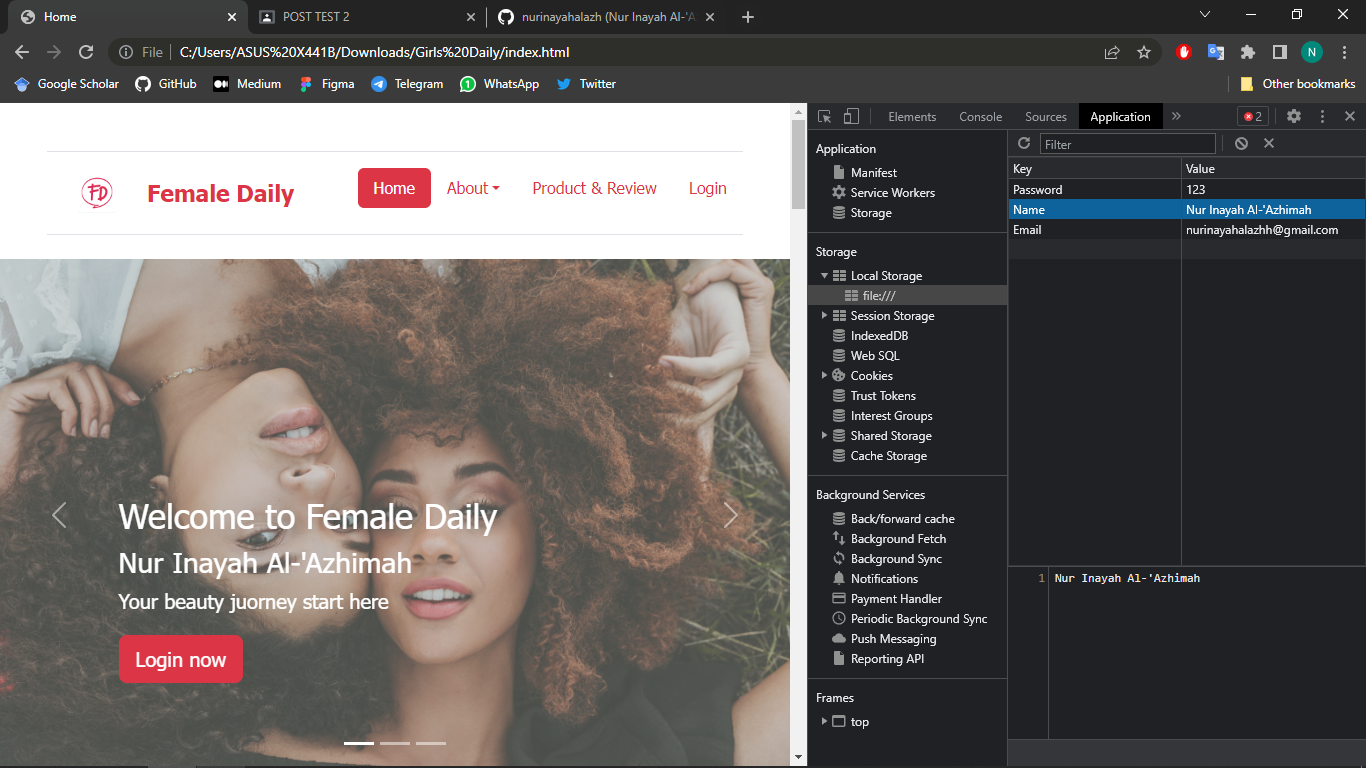 Home
POST TEST 2
nurinayahalazh (Nur Inayah Al-'A
File
C:/Users/ASUS%20X441B/Downloads/Girls%20Daily/index.html
N
Google Scholar
GitHub
Medium
Figma
Telegram
WhatsApp
Twitter
Other bookmarks
FD
Female Daily
Home
About
Product & Review
Login
Welcome to Female Daily
Nur Inayah Al-'Azhimah
Your beauty juorney start here
Login now
Elements
Console
Sources
Application
2
Application
Manifest
Service Workers
Storage
Storage
Local Storage
file:///
Session Storage
IndexedDB
Web SQL
Cookies
Trust Tokens
Interest Groups
Shared Storage
Cache Storage
Background Services
Back/forward cache
Background Fetch
Background Sync
Notifications
Payment Handler
Periodic Background Sync
Push Messaging
Reporting API
Frames
top
Filter
Key Value
Password 123
Name Nur Inayah Al-'Azhimah
Email nurinayahalazhh@gmail.com
1 Nur Inayah Al-'Azhimah